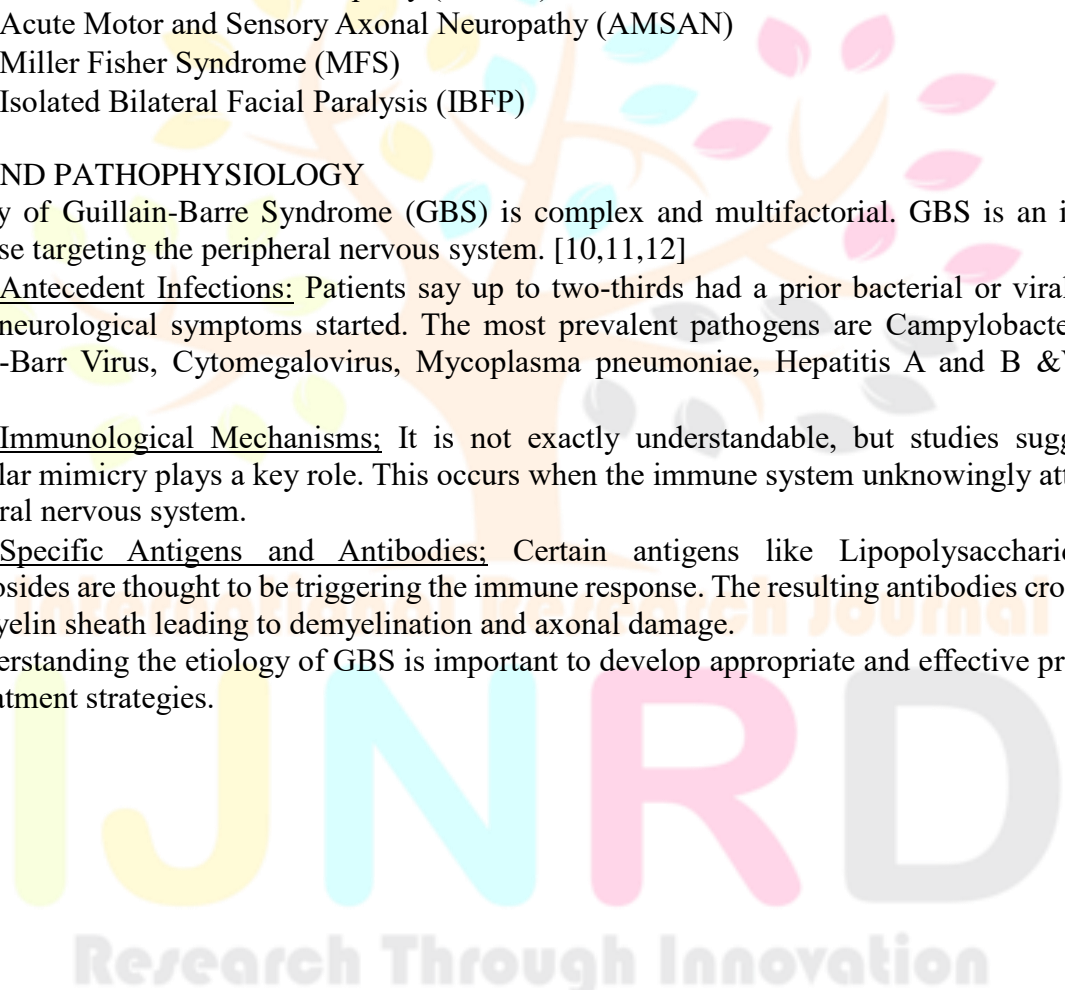 Acute Motor and Sensory Axonal Neuropathy (AMSAN)
Miller Fisher Syndrome (MFS)
Isolated Bilateral Facial Paralysis (IBFP)
ND PATHOPHYSIOLOGY
y of Guillain-Barre Syndrome (GBS) is complex and multifactorial. GBS is an i
se targeting the peripheral nervous system. [10,11,12]
Antecedent Infections: Patients say up to two-thirds had a prior bacterial or viral
neurological symptoms started. The most prevalent pathogens are Campylobacte
-Barr Virus, Cytomegalovirus, Mycoplasma pneumoniae, Hepatitis A and B &
Immunological Mechanisms; It is not exactly understandable, but studies sugg
lar mimicry plays a key role. This occurs when the immune system unknowingly att
ral nervous system.
Specific Antigens and Antibodies; Certain antigens like Lipopolysacchari
osides are thought to be triggering the immune response. The resulting antibodies cro
yelin sheath leading to demyelination and axonal damage.
erstanding the etiology of GBS is important to develop appropriate and effective pr
atment strategies.
International Research Journal
IJNRD
Research Through Innovation